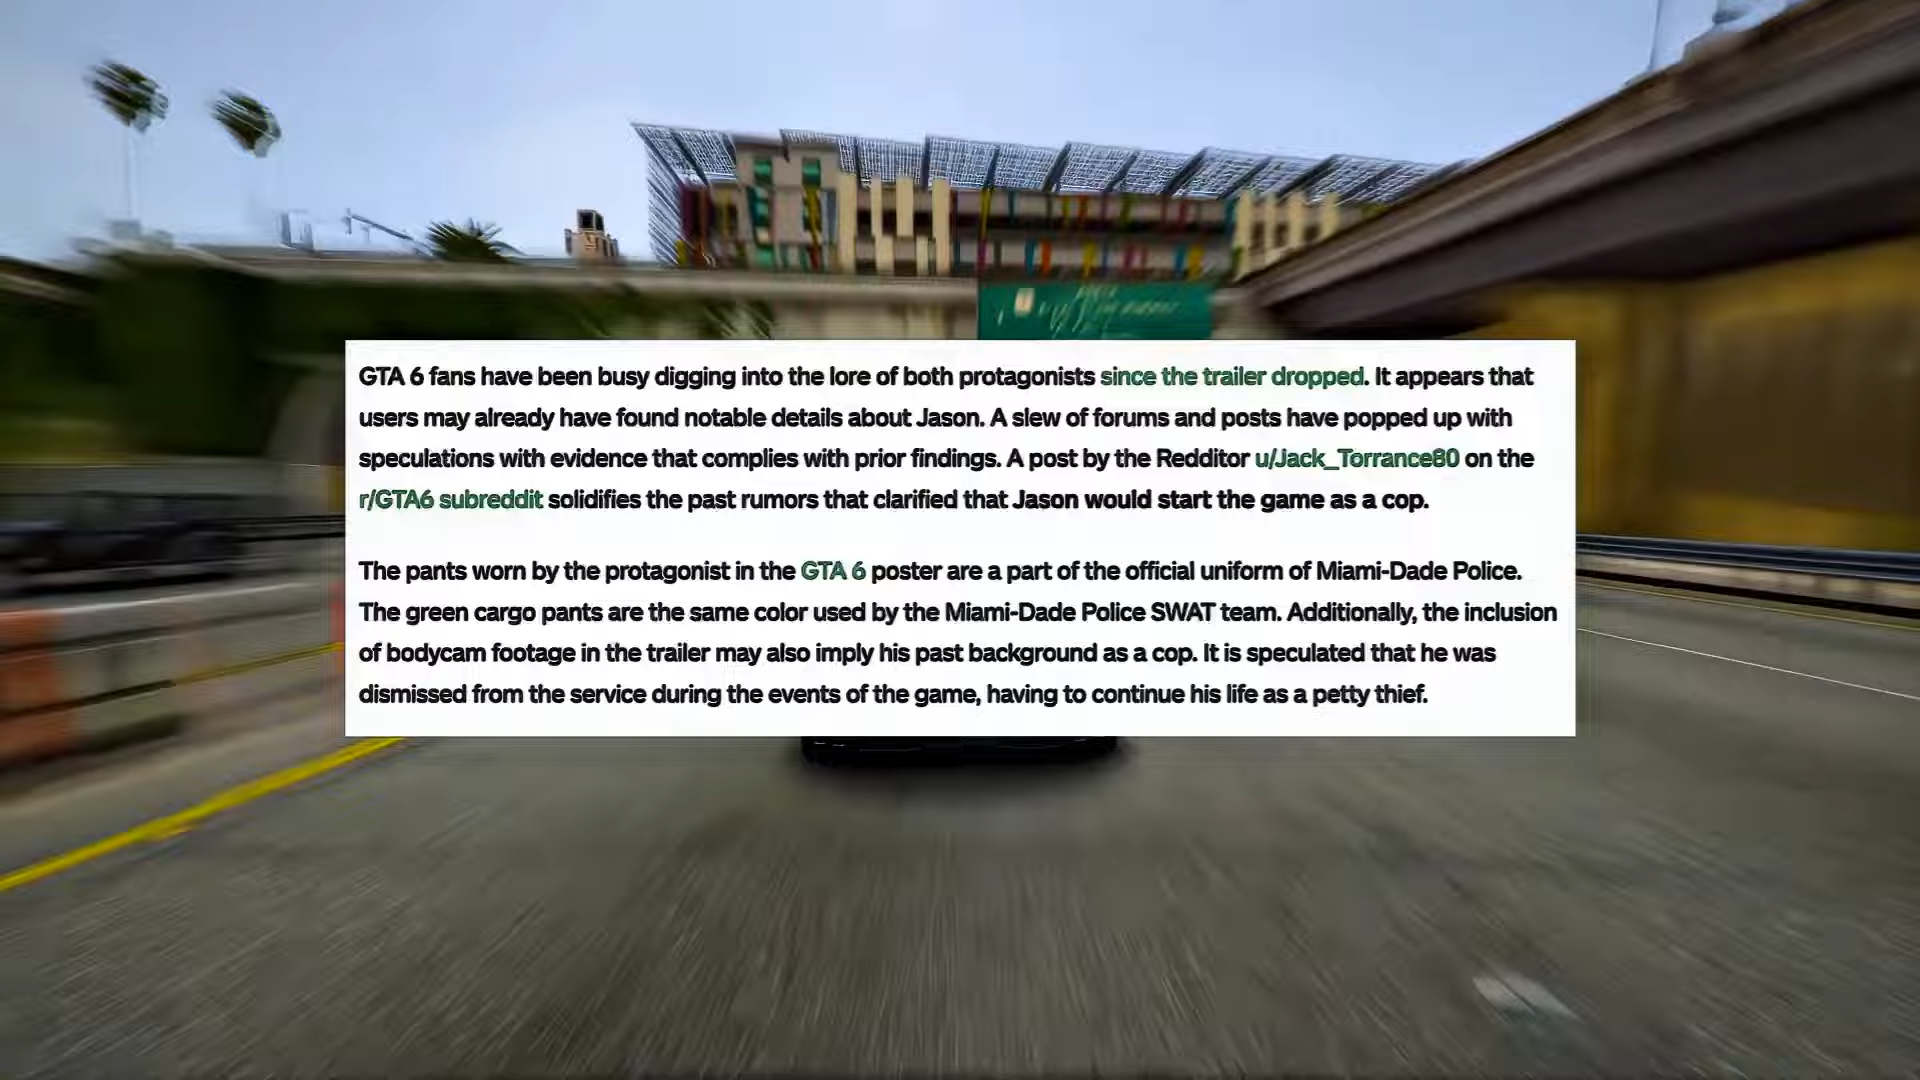 GTA 6 fans have been busy digging into the lore of both protagonists since the trailer dropped. It appears that
users may already have found notable details about Jason. A slew of forums and posts have popped up with
speculations with evidence that complies with prior findings. A post by the Redditor u/Jack_Torrance80 on the
r/GTA6 subreddit solidifies the past rumors that clarified that Jason would start the game as a cop.
The pants worn by the protagonist in the GTA 6 poster are a part of the official uniform of Miami-Dade Police.
The green cargo pants are the same color used by the Miami-Dade Police SWAT team. Additionally, the inclusion
of bodycam footage in the trailer may also imply his past background as a cop. It is speculated that he was
dismissed from the service during the events of the game, having to continue his life as a petty thief.